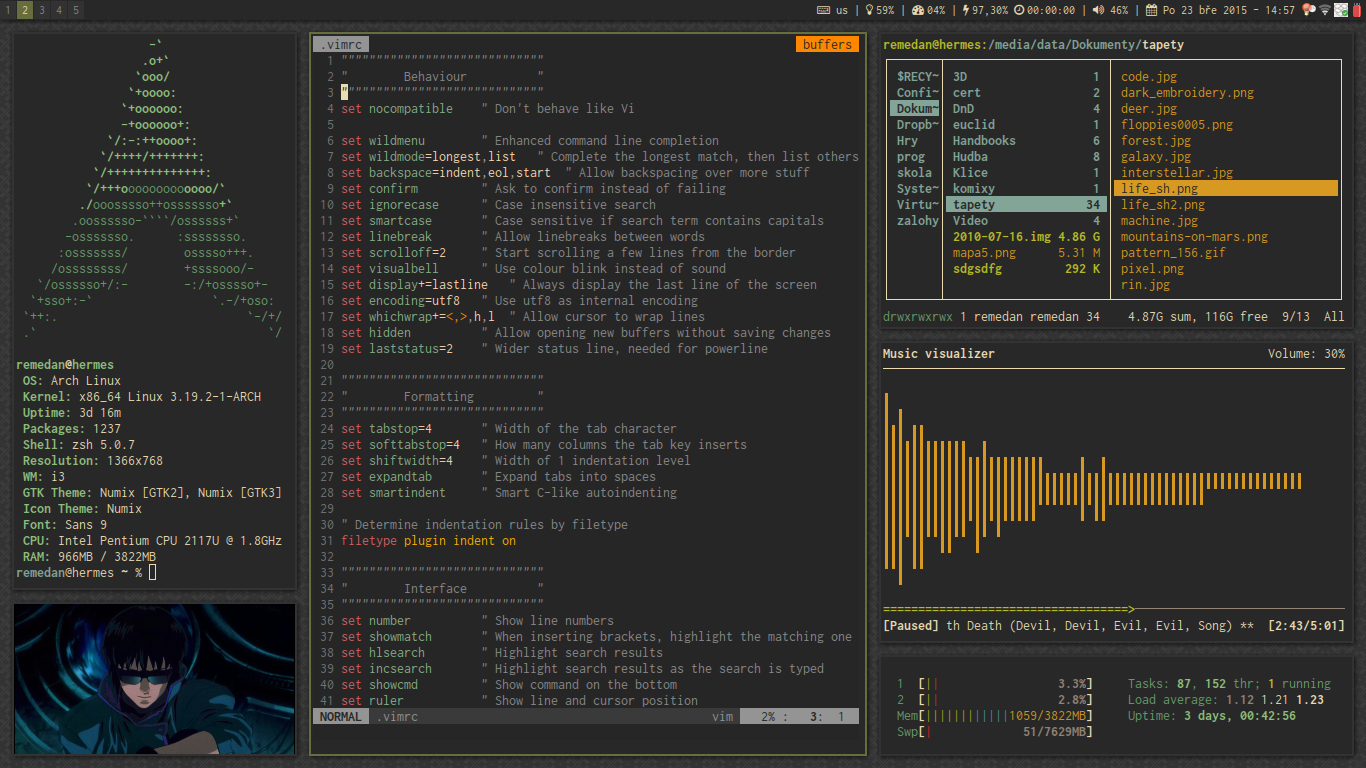 1 2 3 4 5
us | 59% | 04% | 97,30% 00:00:00 | 46% | Po 23 bře 2015 - 14:57
-`
.o+`
`ooo/
`+oooo:
`+oooooo:
-+oooooo+:
`/:-:++oooo+:
`/++++/+++++++:
`/++++++++++++++:
`/+++ooooooooooooo/`
./ooosssso++osssssso+`
.oossssso-````/ossssss+`
-osssssso.      :ssssssso.
:osssssss/        osssso+++.
/ossssssss/        +ssssooo/-
`/ossssso+/:-        -:/+osssso+-
`+sso+:-`                 `.-/+oso:
`++:.                           `-/+/
.`                                 `/
remedan@hermes
OS: Arch Linux
Kernel: x86_64 Linux 3.19.2-1-ARCH
Uptime: 3d 16m
Packages: 1237
Shell: zsh 5.0.7
Resolution: 1366x768
WM: i3
GTK Theme: Numix [GTK2], Numix [GTK3]
Icon Theme: Numix
Font: Sans 9
CPU: Intel Pentium CPU 2117U @ 1.8GHz
RAM: 966MB / 3822MB
remedan@hermes ~ %
.vimrc buffers
1 """""""""""""""""""""""""""""
2 "        Behaviour          "
3 """""""""""""""""""""""""""""
4 set nocompatible    " Don't behave like Vi
5
6 set wildmenu        " Enhanced command line completion
7 set wildmode=longest,list   " Complete the longest match, then list others
8 set backspace=indent,eol,start  " Allow backspacing over more stuff
9 set confirm         " Ask to confirm instead of failing
10 set ignorecase      " Case insensitive search
11 set smartcase       " Case sensitive if search term contains capitals
12 set linebreak       " Allow linebreaks between words
13 set scrolloff=2     " Start scrolling a few lines from the border
14 set visualbell      " Use colour blink instead of sound
15 set display+=lastline   " Always display the last line of the screen
16 set encoding=utf8   " Use utf8 as internal encoding
17 set whichwrap+=<,>,h,l  " Allow cursor to wrap lines
18 set hidden          " Allow opening new buffers without saving changes
19 set laststatus=2    " Wider status line, needed for powerline
20
21 """""""""""""""""""""""""""""
22 "        Formatting         "
23 """""""""""""""""""""""""""""
24 set tabstop=4       " Width of the tab character
25 set softtabstop=4   " How many columns the tab key inserts
26 set shiftwidth=4    " Width of 1 indentation level
27 set expandtab       " Expand tabs into spaces
28 set smartindent     " Smart C-like autoindenting
29
30 " Determine indentation rules by filetype
31 filetype plugin indent on
32
33 """""""""""""""""""""""""""""
34 "        Interface          "
35 """""""""""""""""""""""""""""
36 set number          " Show line numbers
37 set showmatch       " When inserting brackets, highlight the matching one
38 set hlsearch        " Highlight search results
39 set incsearch       " Highlight search results as the search is typed
40 set showcmd         " Show command on the bottom
41 set ruler           " Show line and cursor position
NORMAL .vimrc vim 2% : 3: 1
remedan@hermes:/media/data/Dokumenty/tapety
$RECY~ 3D 1 code.jpg
Confi~ cert 2 dark_embroidery.png
Dokum~ DnD 4 deer.jpg
Dropb~ euclid 1 floppies0005.png
Hry Handbooks 6 forest.jpg
prog Hudba 8 galaxy.jpg
skola Klice 1 interstellar.jpg
Syste~ komixy 1 life_sh.png
Virtu~ tapety 34 life_sh2.png
zalohy Video 4 machine.jpg
2010-07-16.img 4.86 G mountains-on-mars.png
mapa5.png 5.31 M pattern_156.gif
sdgsdfg 292 K pixel.png
rin.jpg
drwxrwxrwx 1 remedan remedan 34 4.87G sum, 116G free 9/13 All
Music visualizer Volume: 30%
===================================>
[Paused] th Death (Devil, Devil, Evil, Evil, Song) ** [2:43/5:01]
1 [|| 3.3%] Tasks: 87, 152 thr; 1 running
2 [|| 2.8%] Load average: 1.12 1.21 1.23
Mem[||||||||||||1059/3822MB] Uptime: 3 days, 00:42:56
Swp[| 51/7629MB]